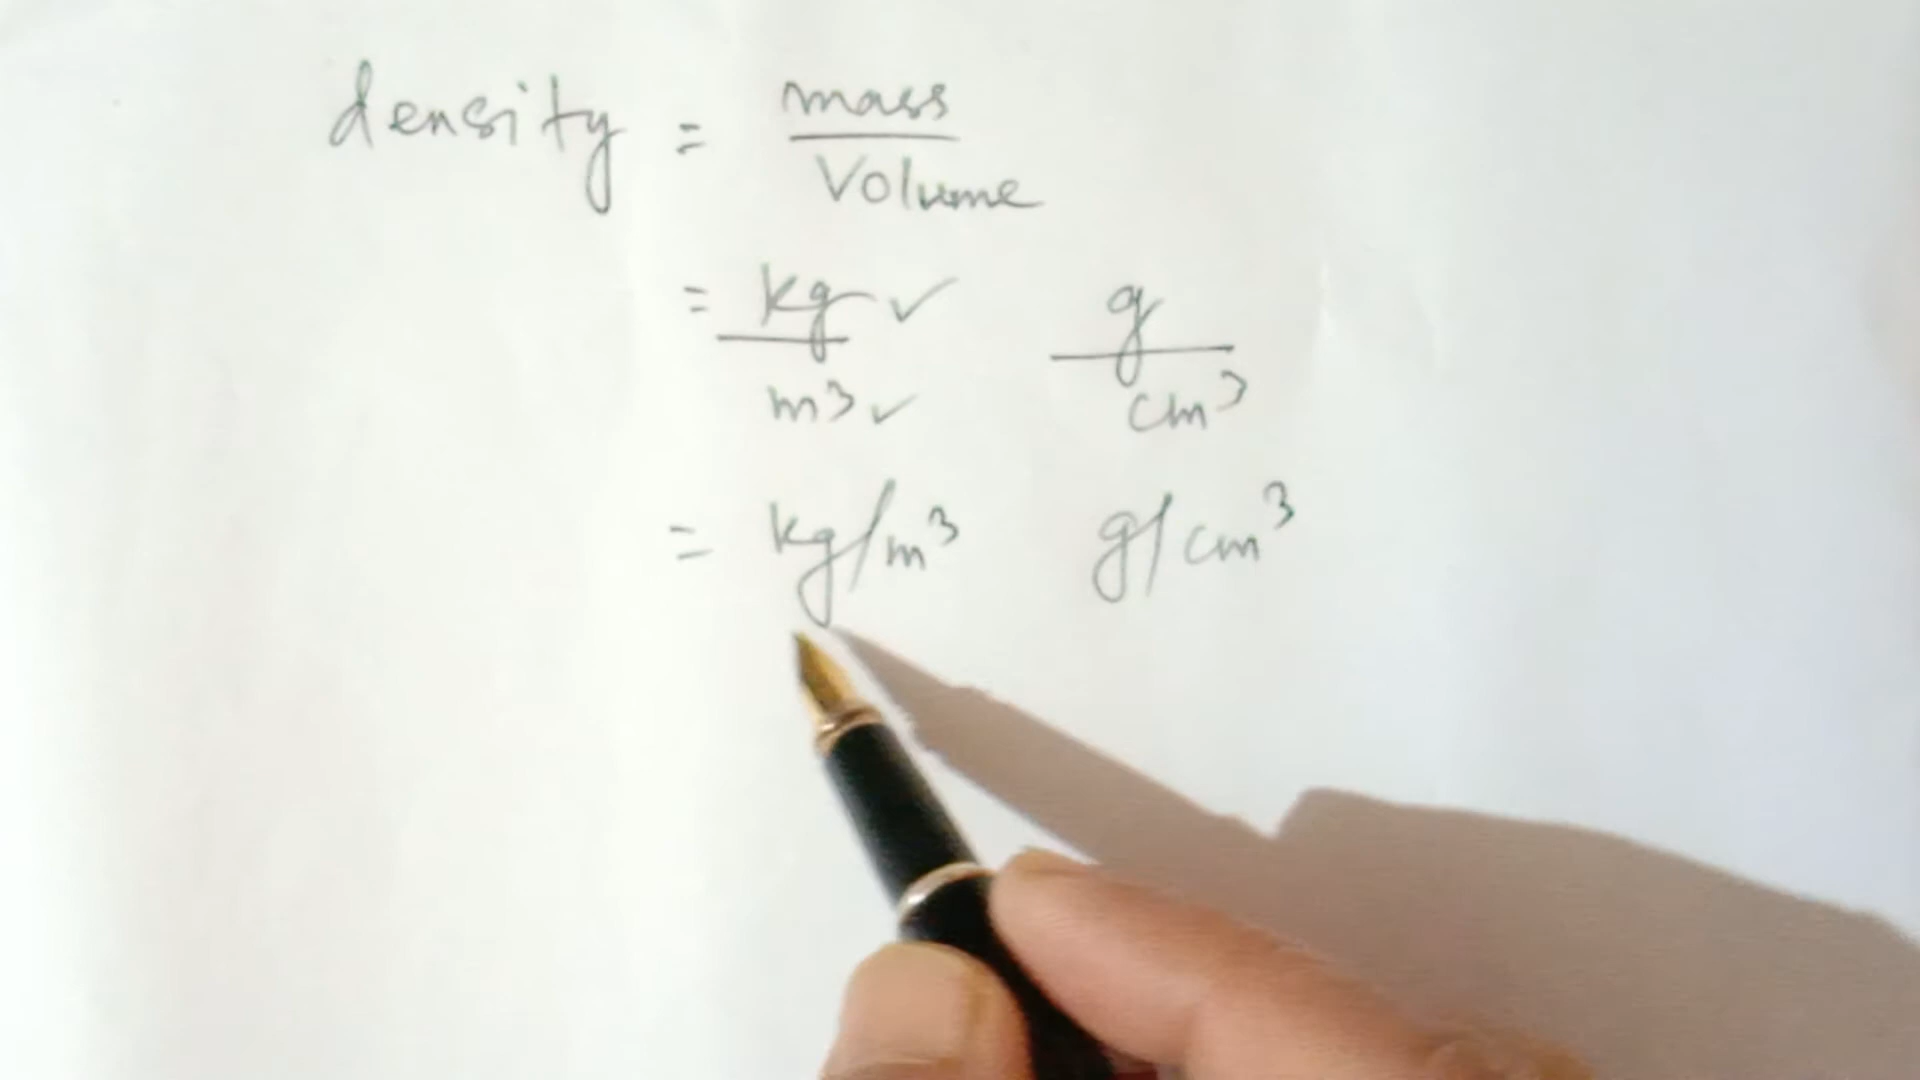 density = mass / Volume
= kg ✓ / m³ ✓ g / cm³
= kg/m³ g/cm³